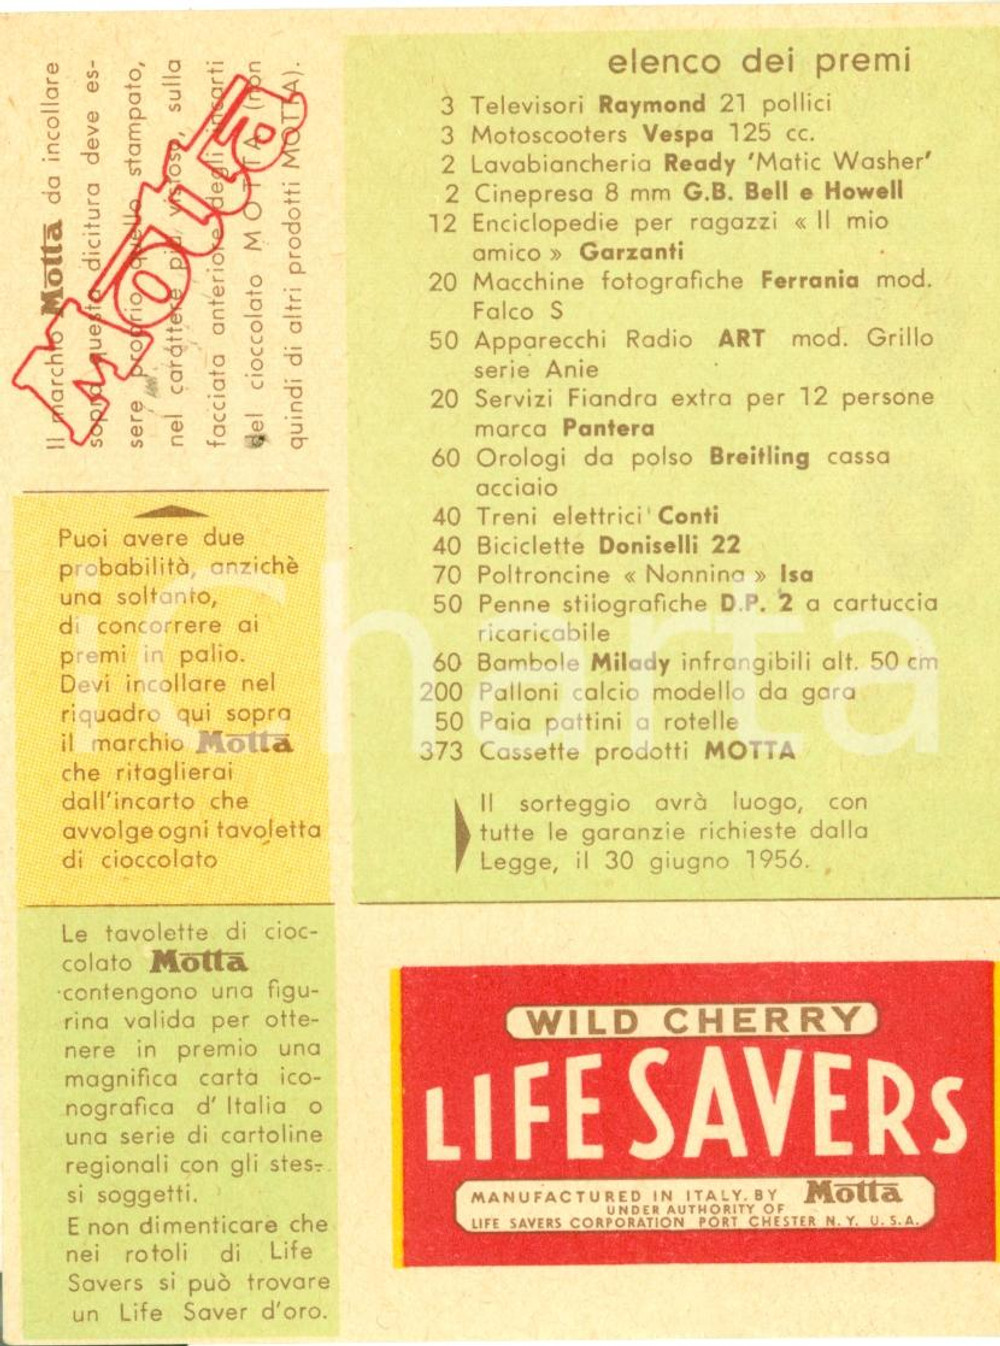 Il marchio Motta da incollare
sopra questa dicitura deve es-
sere proprio quello stampato,
nel carattere più vistoso, sulla
facciata anteriore degli incarti
del cioccolato MOTTA (non
quindi di altri prodotti MOTTA).
Motta
Puoi avere due
probabilità, anzichè
una soltanto,
di concorrere ai
premi in palio.
Devi incollare nel
riquadro qui sopra
il marchio Motta
che ritaglierai
dall'incarto che
avvolge ogni tavoletta
di cioccolato
Le tavolette di cioc-
colato Motta
contengono una figu-
rina valida per otte-
nere in premio una
magnifica carta ico-
nografica d'Italia o
una serie di cartoline
regionali con gli stes-
si soggetti.
E non dimenticare che
nei rotoli di Life
Savers si può trovare
un Life Saver d'oro.
elenco dei premi
3 Televisori Raymond 21 pollici
3 Motoscooters Vespa 125 cc.
2 Lavabiancheria Ready 'Matic Washer'
2 Cinepresa 8 mm G.B. Bell e Howell
12 Enciclopedie per ragazzi « Il mio
amico » Garzanti
20 Macchine fotografiche Ferrania mod.
Falco S
50 Apparecchi Radio ART mod. Grillo
serie Anie
20 Servizi Fiandra extra per 12 persone
marca Pantera
60 Orologi da polso Breitling cassa
acciaio
40 Treni elettrici Conti
40 Biciclette Doniselli 22
70 Poltroncine « Nonnina » Isa
50 Penne stilografiche D.P. 2 a cartuccia
ricaricabile
60 Bambole Milady infrangibili alt. 50 cm
200 Palloni calcio modello da gara
50 Paia pattini a rotelle
373 Cassette prodotti MOTTA
Il sorteggio avrà luogo, con
tutte le garanzie richieste dalla
Legge, il 30 giugno 1956.
WILD CHERRY
LIFE SAVERS
MANUFACTURED IN ITALY. BY Motta
UNDER AUTHORITY OF
LIFE SAVERS CORPORATION PORT CHESTER N.Y. U.S.A.
Charta